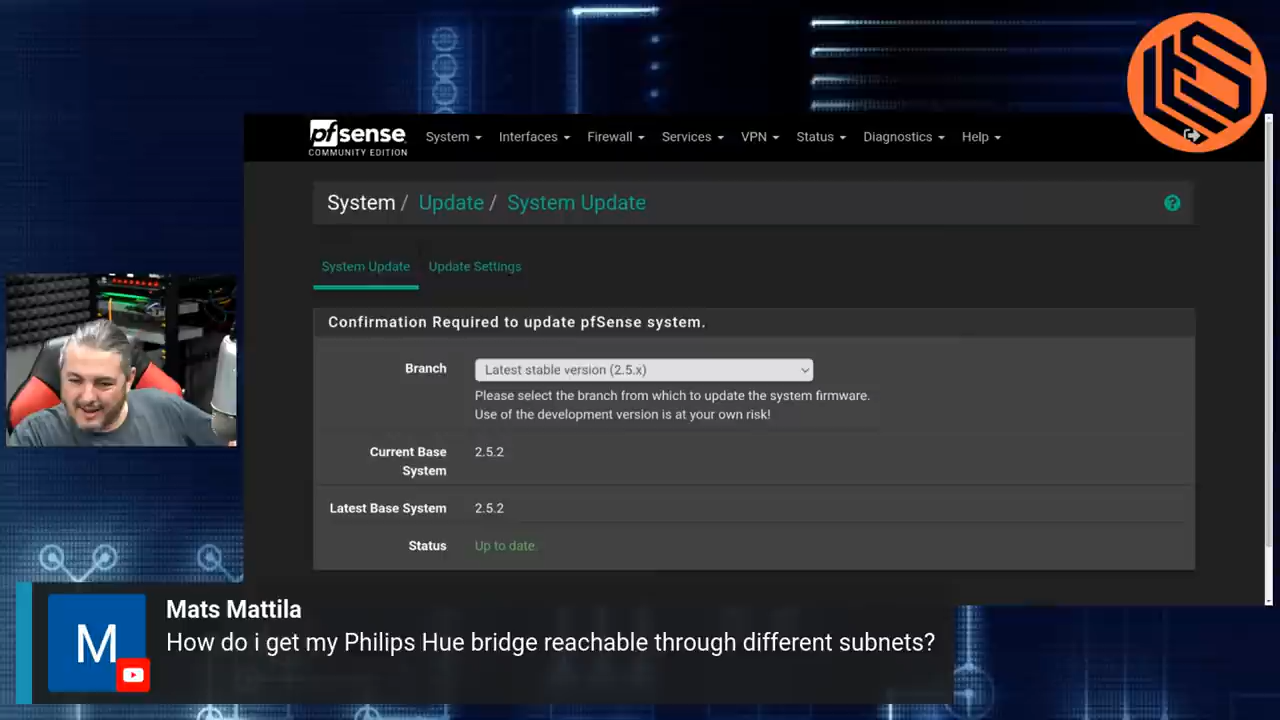 pfsense
COMMUNITY EDITION
System
Interfaces
Firewall
Services
VPN
Status
Diagnostics
Help
System / Update / System Update
System Update
Update Settings
Confirmation Required to update pfSense system.
Branch
Latest stable version (2.5.x)
Please select the branch from which to update the system firmware.
Use of the development version is at your own risk!
Current Base
System
2.5.2
Latest Base System
2.5.2
Status
Up to date.
M
Mats Mattila
How do i get my Philips Hue bridge reachable through different subnets?